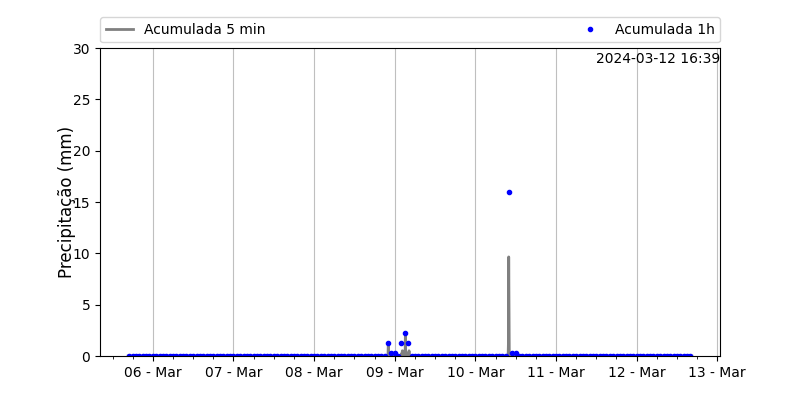 Acumulada 5 min
Acumulada 1h
2024-03-12 16:39
Precipitação (mm)
30
25
20
15
10
5
0
06 - Mar
07 - Mar
08 - Mar
09 - Mar
10 - Mar
11 - Mar
12 - Mar
13 - Mar